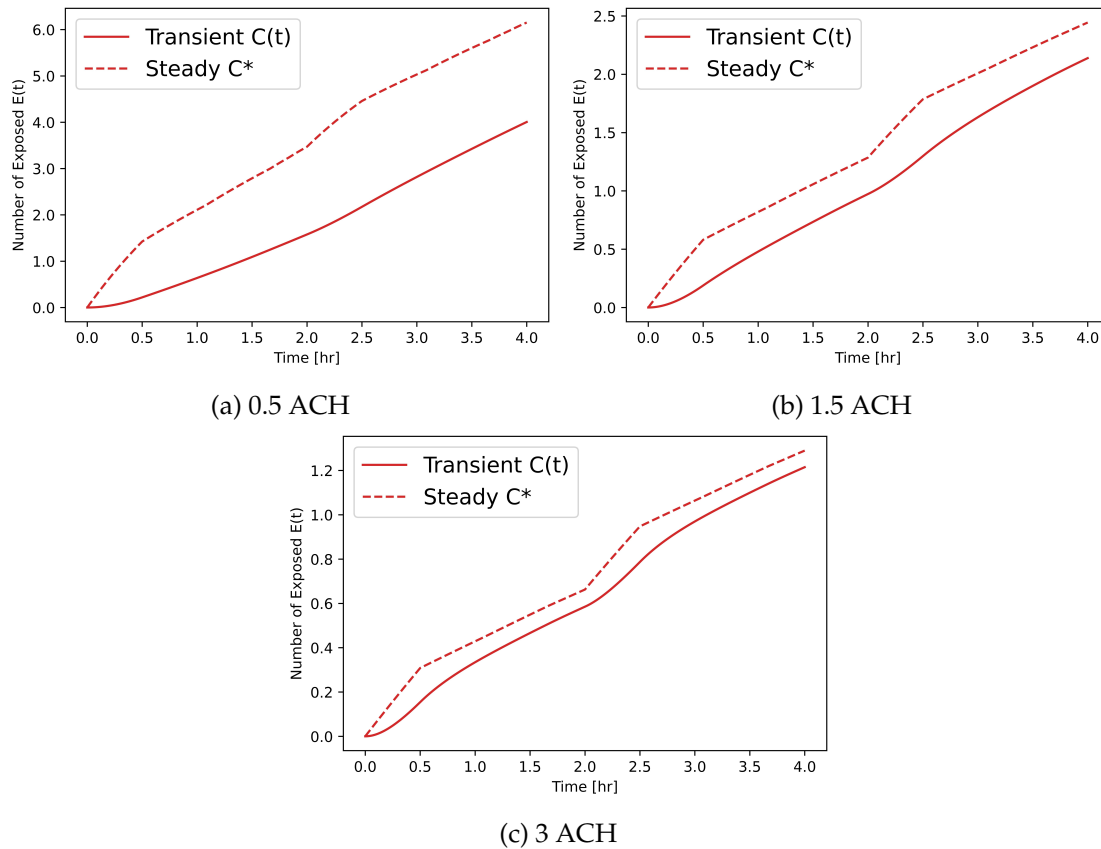 Transient C(t)
Steady C*
Number of Exposed E(t)
6.0
5.0
4.0
3.0
2.0
1.0
0.0
0.0 0.5 1.0 1.5 2.0 2.5 3.0 3.5 4.0
Time [hr]
(a) 0.5 ACH
Transient C(t)
Steady C*
Number of Exposed E(t)
2.5
2.0
1.5
1.0
0.5
0.0
0.0 0.5 1.0 1.5 2.0 2.5 3.0 3.5 4.0
Time [hr]
(b) 1.5 ACH
Transient C(t)
Steady C*
Number of Exposed E(t)
1.2
1.0
0.8
0.6
0.4
0.2
0.0
0.0 0.5 1.0 1.5 2.0 2.5 3.0 3.5 4.0
Time [hr]
(c) 3 ACH